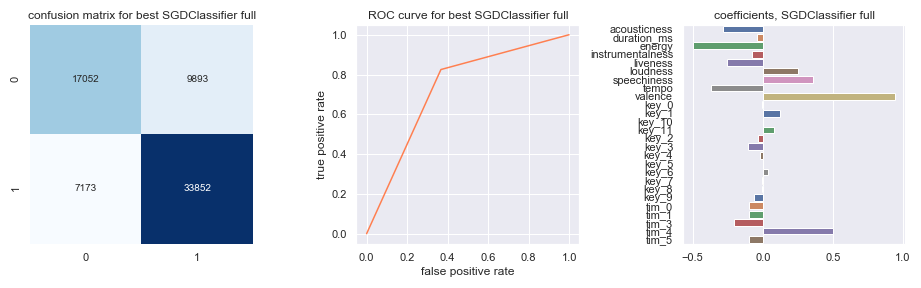 confusion matrix for best SGDClassifier full
0
1
17052
9893
7173
33852
0
1
ROC curve for best SGDClassifier full
true positive rate
1.0
0.8
0.6
0.4
0.2
0.0
0.0
0.2
0.4
0.6
0.8
1.0
false positive rate
coefficients, SGDClassifier full
acousticness
duration_ms
energy
instrumentalness
liveness
loudness
speechiness
tempo
valence
key_0
key_1
key_10
key_11
key_2
key_3
key_4
key_5
key_6
key_7
key_8
key_9
tim_0
tim_1
tim_3
tim_4
tim_5
−0.5
0.0
0.5
1.0